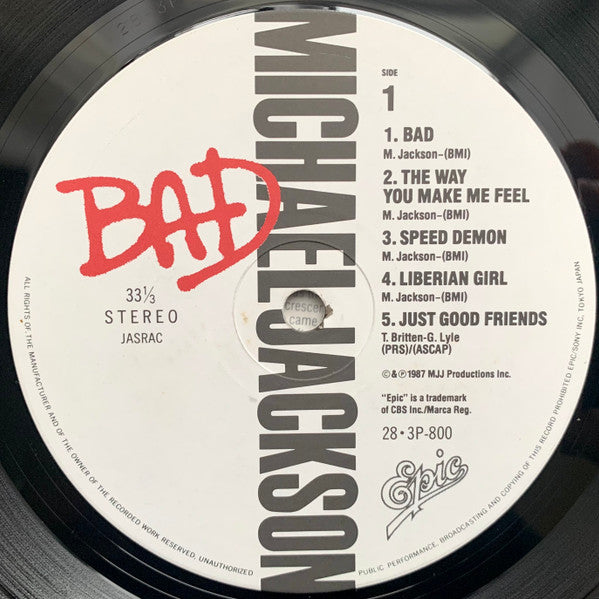 MICHAEL JACKSON
BAD
33⅓
STEREO
JASRAC
SIDE
1
1. BAD
M. Jackson-(BMI)
2. THE WAY
YOU MAKE ME FEEL
M. Jackson-(BMI)
3. SPEED DEMON
M. Jackson-(BMI)
4. LIBERIAN GIRL
M. Jackson-(BMI)
5. JUST GOOD FRIENDS
T. Britten-G. Lyle
(PRS)/(ASCAP)
©&℗1987 MJJ Productions Inc.
"Epic" is a trademark
of CBS Inc./Marca Reg.
28・3P-800
Epic
ALL RIGHTS OF THE MANUFACTURER AND OF THE OWNER OF THE RECORDED WORK RESERVED. UNAUTHORIZED
PUBLIC PERFORMANCE, BROADCASTING AND COPYING OF THIS RECORD PROHIBITED EPIC/SONY INC. TOKYO JAPAN
crescen
came